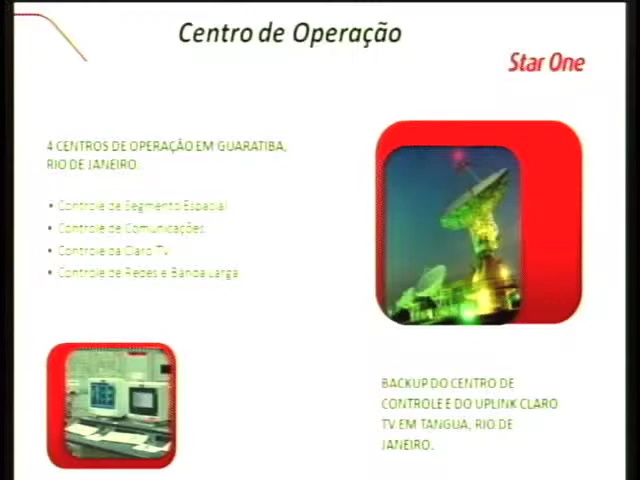 Centro de Operação
Star One
4 CENTROS DE OPERAÇÃO EM GUARATIBA,
RIO DE JANEIRO:
• Controle de Segmento Espacial
• Controle de Comunicações
• Controle da Claro TV
• Controle de Redes e Banda Larga
BACKUP DO CENTRO DE
CONTROLE E DO UPLINK CLARO
TV EM TANGUA, RIO DE
JANEIRO.